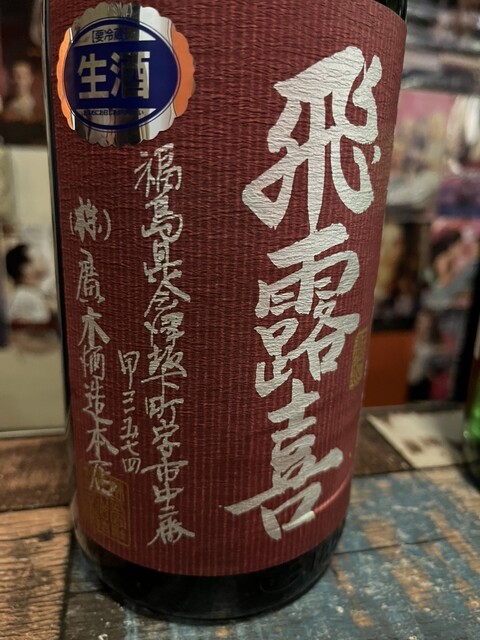 飛露喜
福島県会津坂下町字市中二番
甲三五七四
(株)廣木酒造本店
[要冷蔵]
生酒